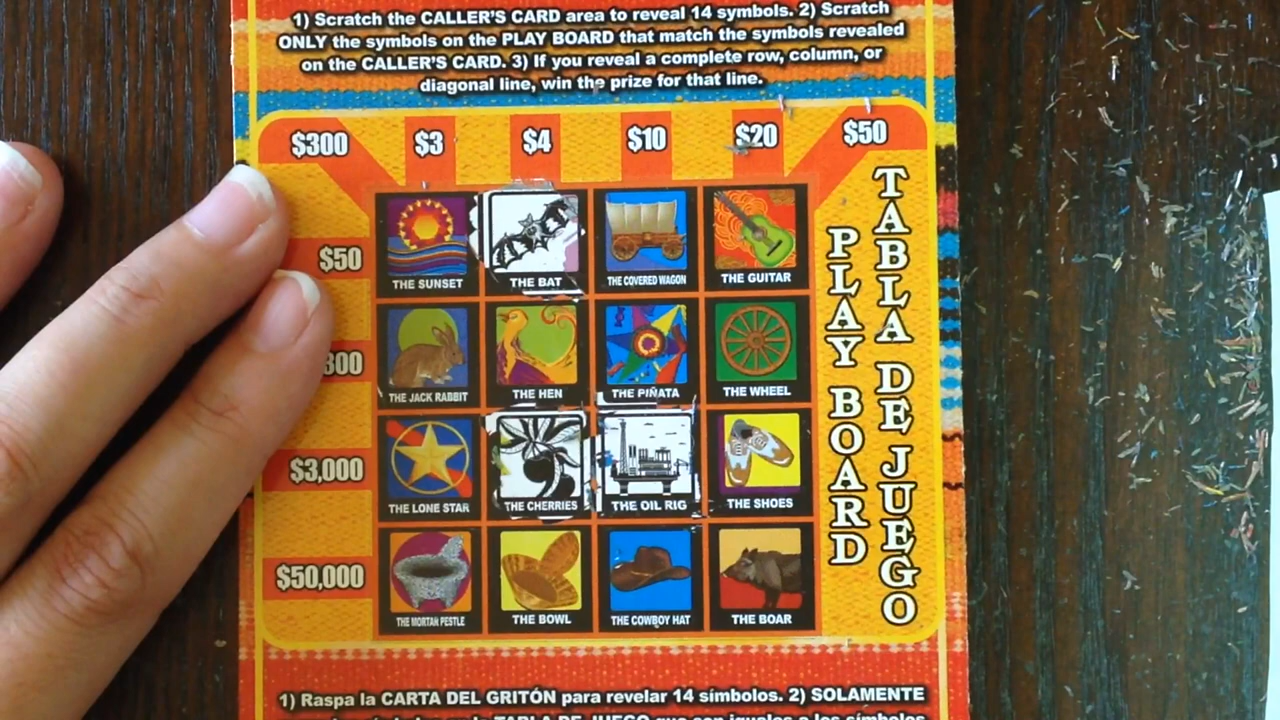 1) Scratch the CALLER'S CARD area to reveal 14 symbols. 2) Scratch
ONLY the symbols on the PLAY BOARD that match the symbols revealed
on the CALLER'S CARD. 3) If you reveal a complete row, column, or
diagonal line, win the prize for that line.
$300 $3 $4 $10 $20 $50
TABLA DE JUEGO
PLAY BOARD
$50
THE SUNSET THE BAT THE COVERED WAGON THE GUITAR
THE JACK RABBIT THE HEN THE PIÑATA THE WHEEL
$3,000
THE LONE STAR THE CHERRIES THE OIL RIG THE SHOES
$50,000
THE MORTAR PESTLE THE BOWL THE COWBOY HAT THE BOAR
1) Raspa la CARTA DEL GRITÓN para revelar 14 símbolos. 2) SOLAMENTE